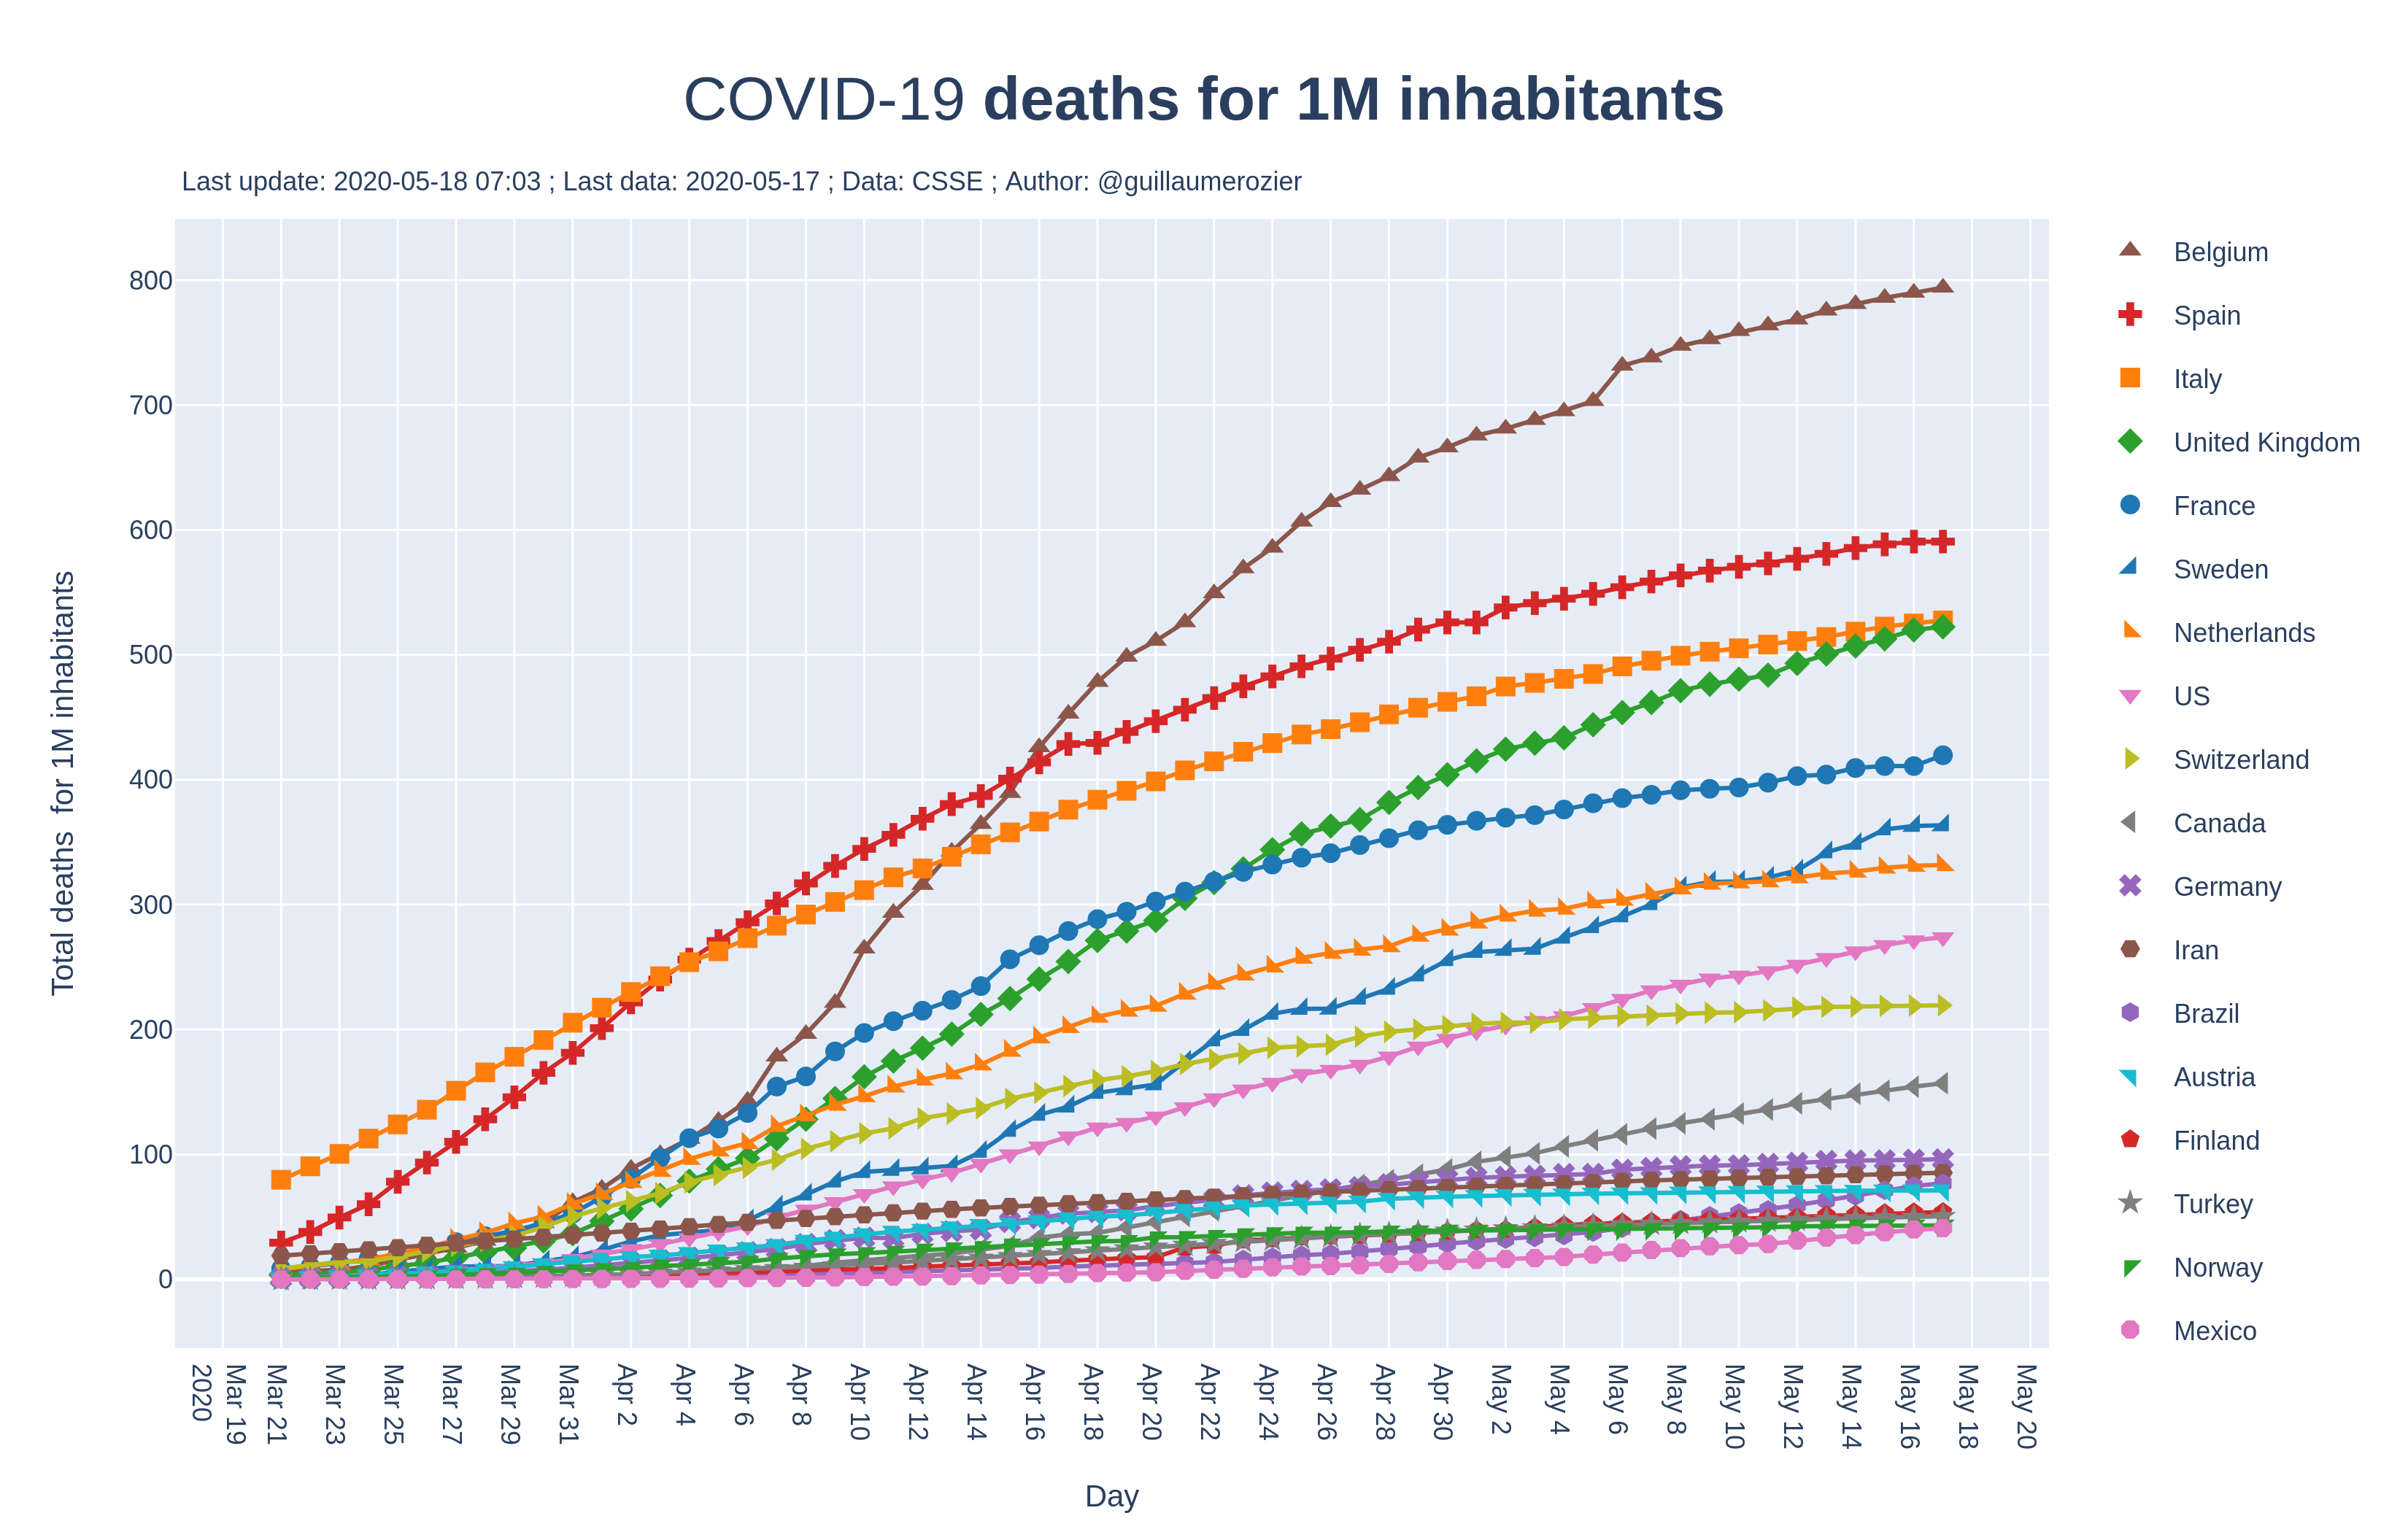 COVID-19 deaths for 1M inhabitants
Last update: 2020-05-18 07:03 ; Last data: 2020-05-17 ; Data: CSSE ; Author: @guillaumerozier
Total deaths  for 1M inhabitants
800
700
600
500
400
300
200
100
0
Mar 19
2020
Mar 21
Mar 23
Mar 25
Mar 27
Mar 29
Mar 31
Apr 2
Apr 4
Apr 6
Apr 8
Apr 10
Apr 12
Apr 14
Apr 16
Apr 18
Apr 20
Apr 22
Apr 24
Apr 26
Apr 28
Apr 30
May 2
May 4
May 6
May 8
May 10
May 12
May 14
May 16
May 18
May 20
Day
Belgium
Spain
Italy
United Kingdom
France
Sweden
Netherlands
US
Switzerland
Canada
Germany
Iran
Brazil
Austria
Finland
Turkey
Norway
Mexico